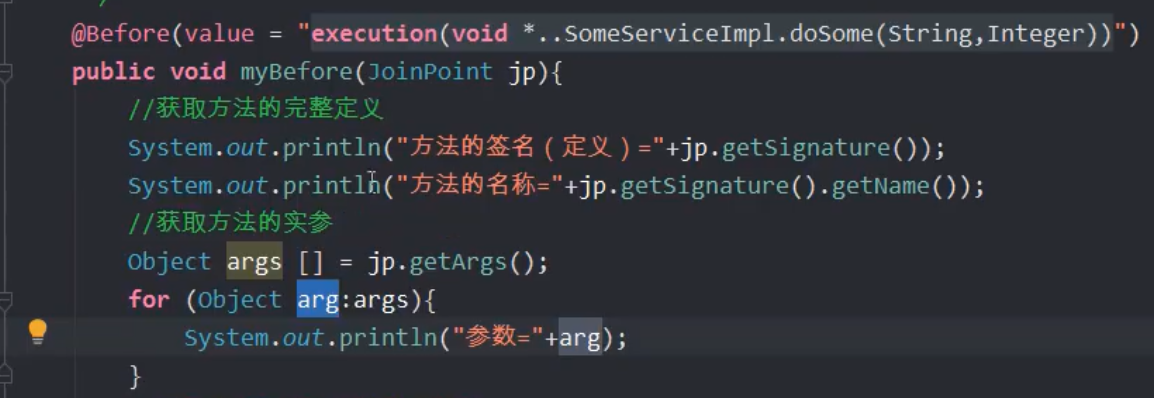 @Before(value = "execution(void *..SomeServiceImpl.doSome(String,Integer))")
public void myBefore(JoinPoint jp){
//获取方法的完整定义
System.out.println("方法的签名（定义）="+jp.getSignature());
System.out.println("方法的名称="+jp.getSignature().getName());
//获取方法的实参
Object args [] = jp.getArgs();
for (Object arg:args){
System.out.println("参数="+arg);
}